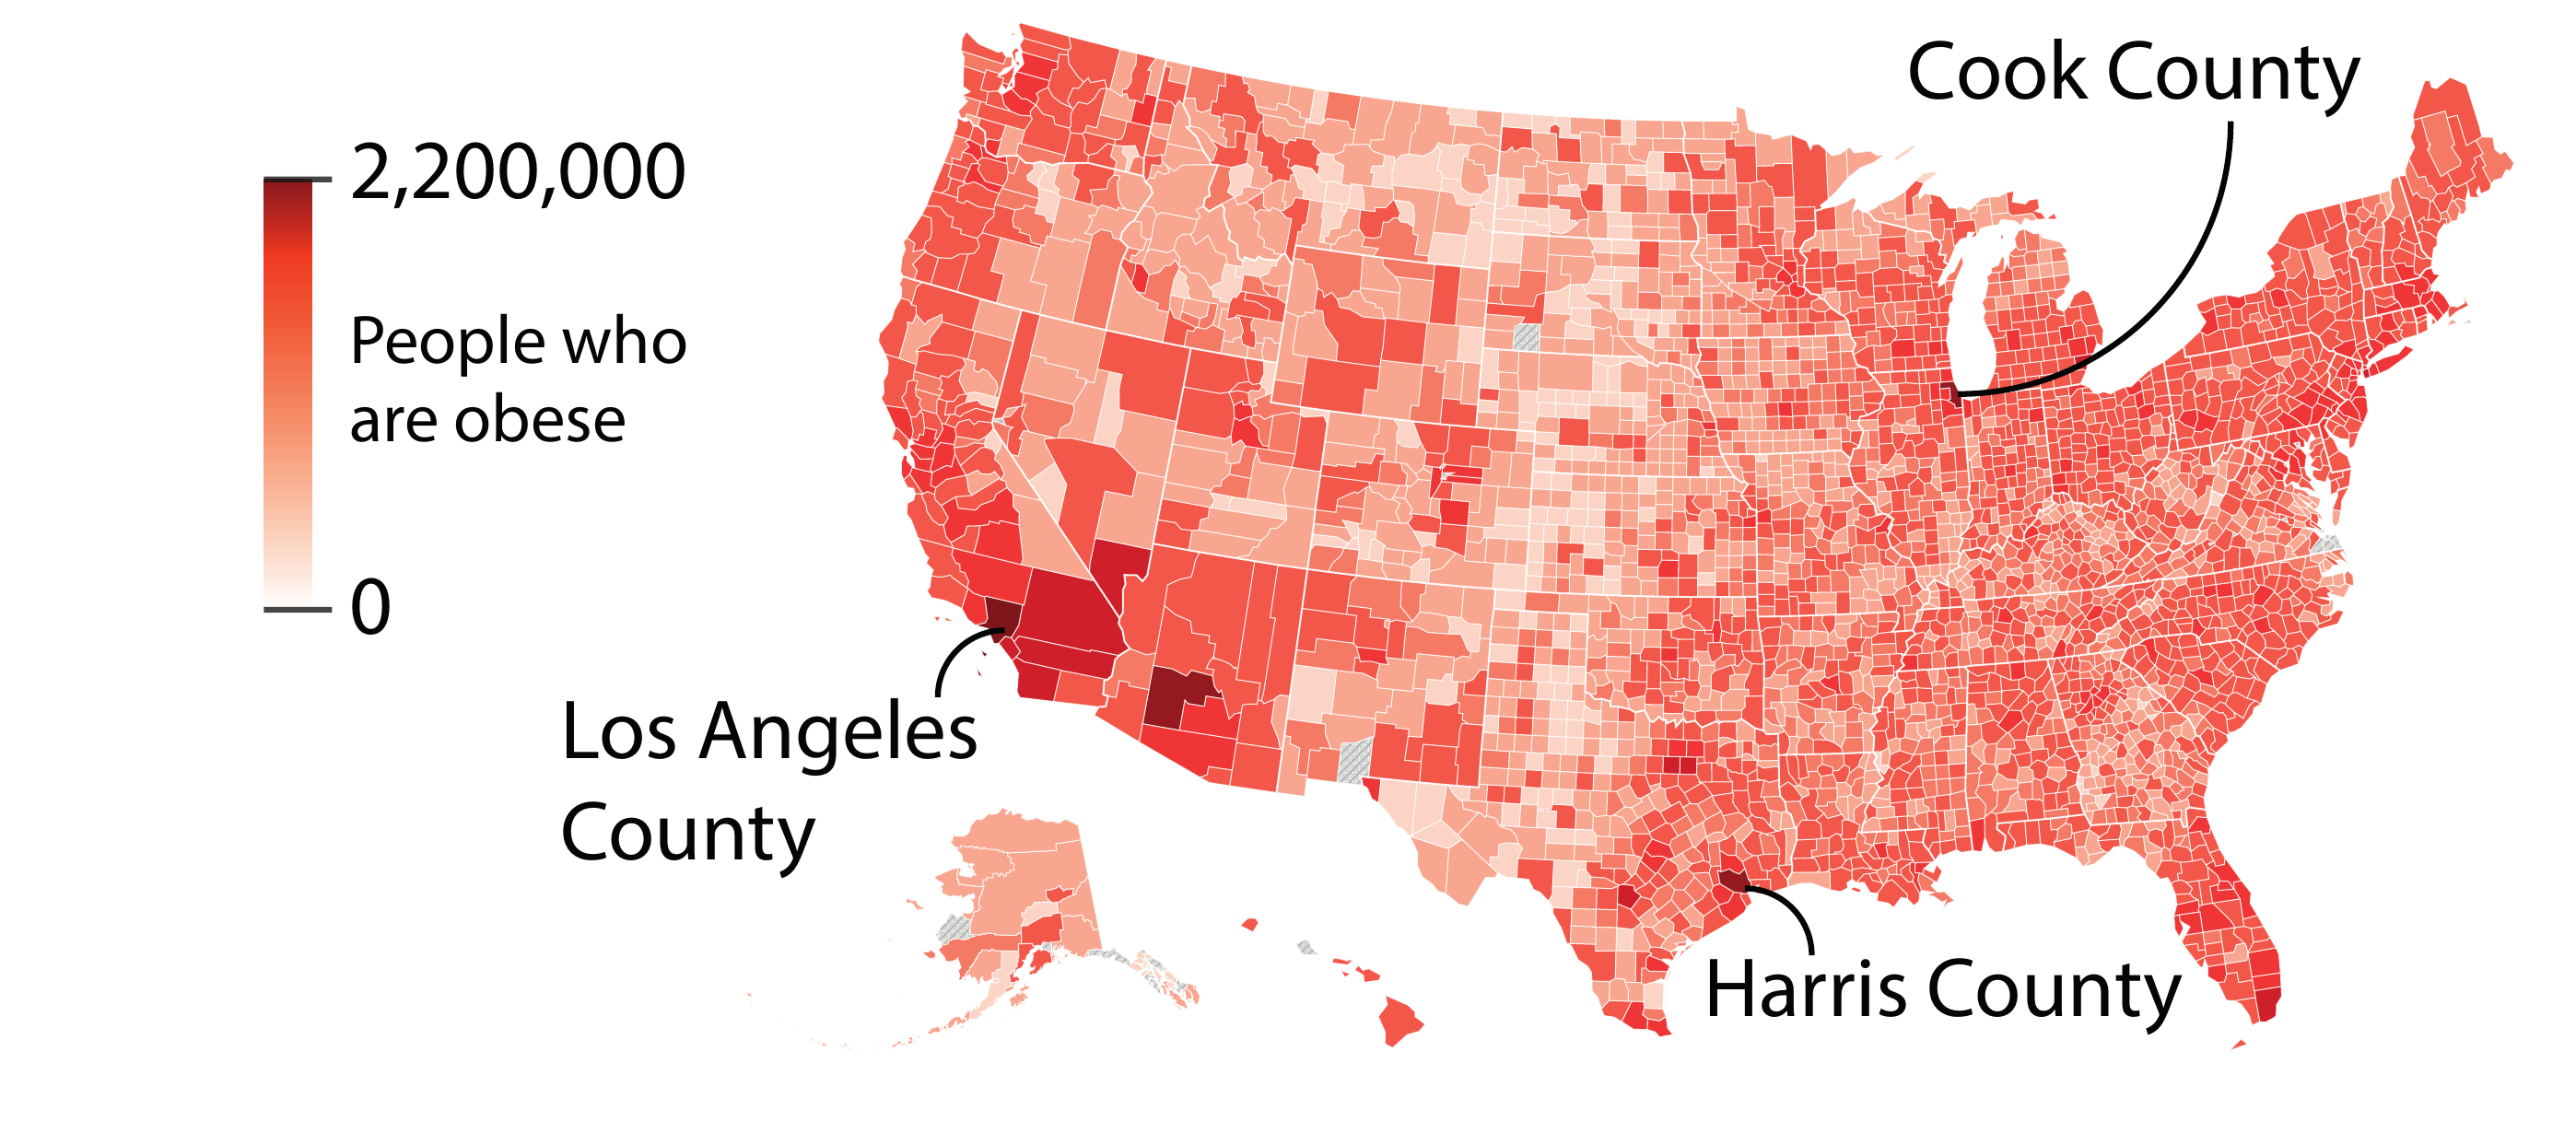 Cook County
2,200,000
People who
are obese
0
Los Angeles
County
Harris County